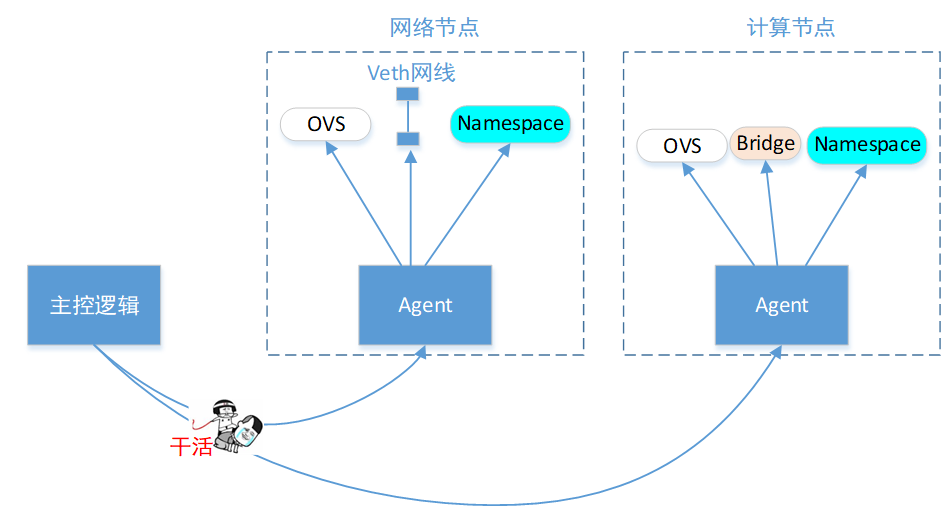 网络节点
计算节点
Veth网线
OVS
Namespace
OVS
Bridge
Namespace
主控逻辑
Agent
Agent
干活